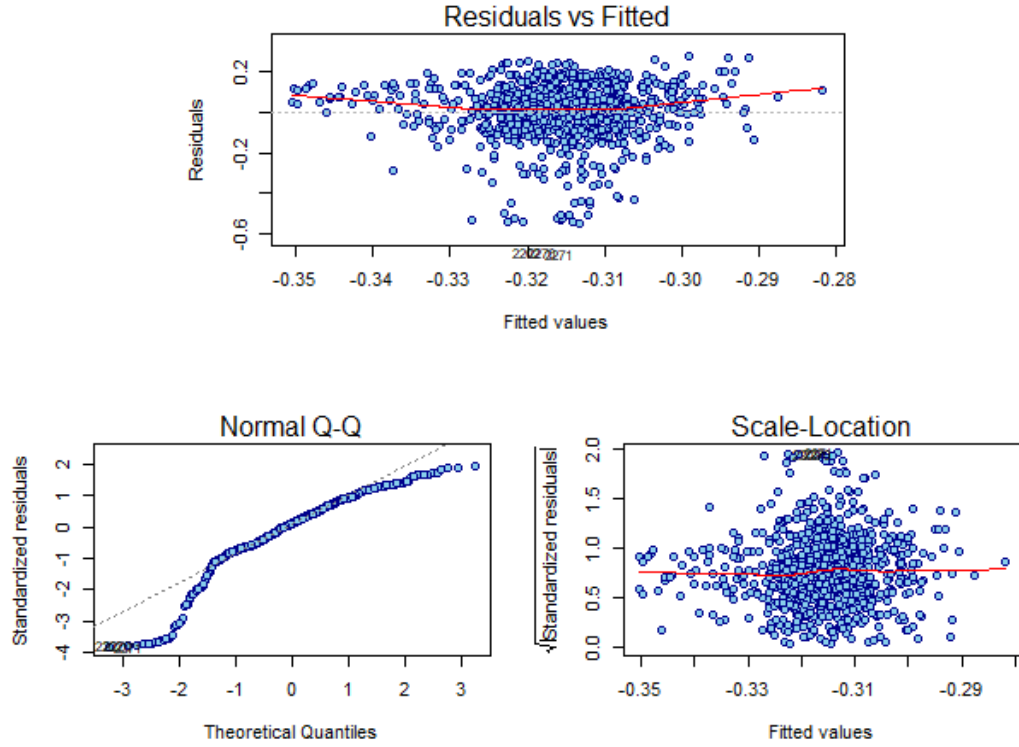 Residuals vs Fitted
Residuals
0.2
-0.2
-0.6
2271
-0.35 -0.34 -0.33 -0.32 -0.31 -0.30 -0.29 -0.28
Fitted values
Normal Q-Q
Standardized residuals
2
1
0
-1
-2
-3
-4
-3 -2 -1 0 1 2 3
Theoretical Quantiles
Scale-Location
√|Standardized residuals|
2.0
1.5
1.0
0.5
0.0
-0.35 -0.33 -0.31 -0.29
Fitted values